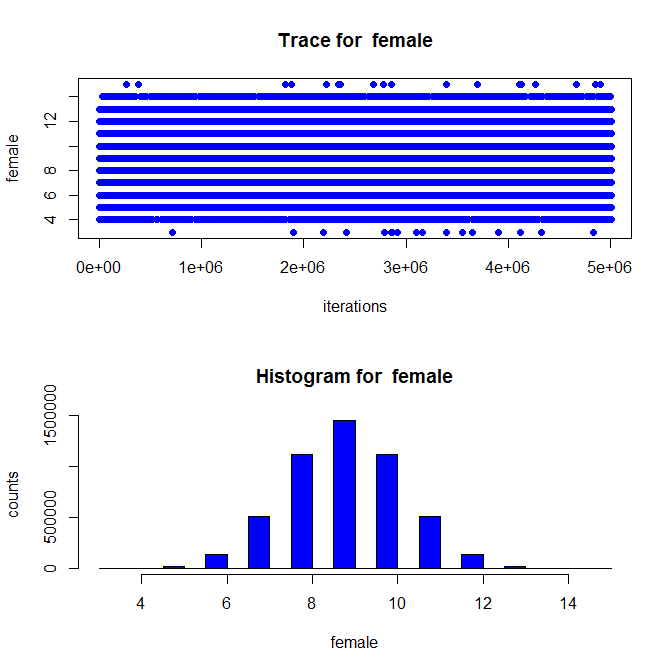 Trace for  female
12
8
6
4
female
0e+00 1e+06 2e+06 3e+06 4e+06 5e+06
iterations
Histogram for  female
1500000
500000
0
counts
4 6 8 10 12 14
female